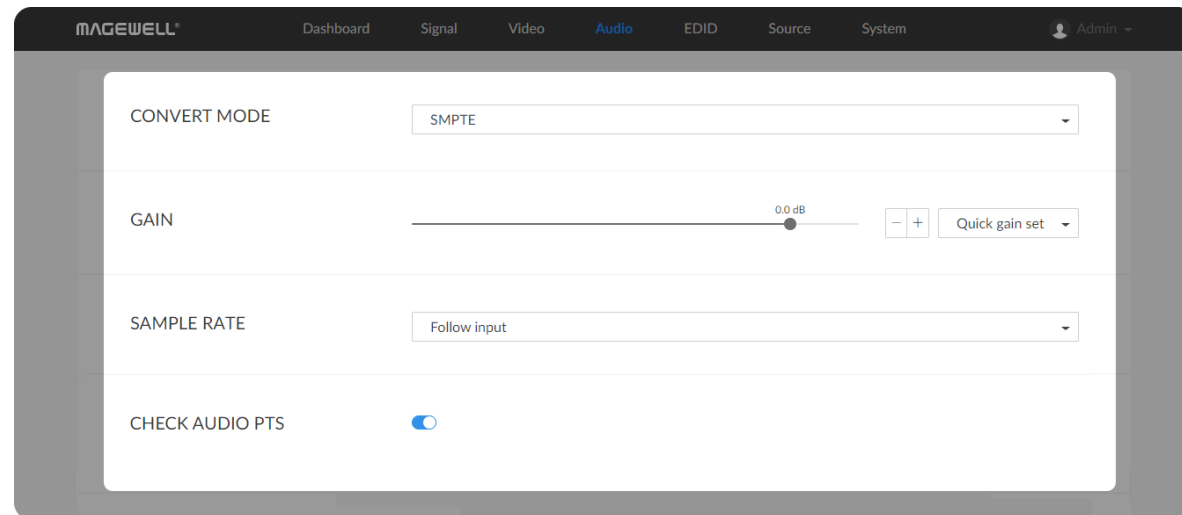 MAGEWELL® Dashboard Signal Video Audio EDID Source System Admin
CONVERT MODE SMPTE
0.0 dB
GAIN − + Quick gain set
SAMPLE RATE Follow input
CHECK AUDIO PTS